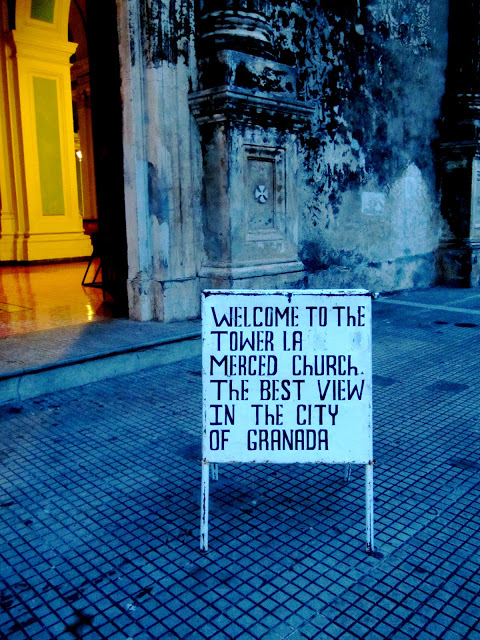 WELCOME TO The
TOWER LA
MERCED ChURCh.
The BEST VIEW
IN The CITY
OF GRANADA